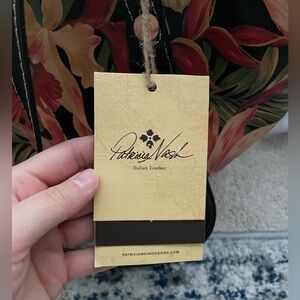 Patricia Nash
Italian Leather
PATRICIANASHDESIGNS.COM